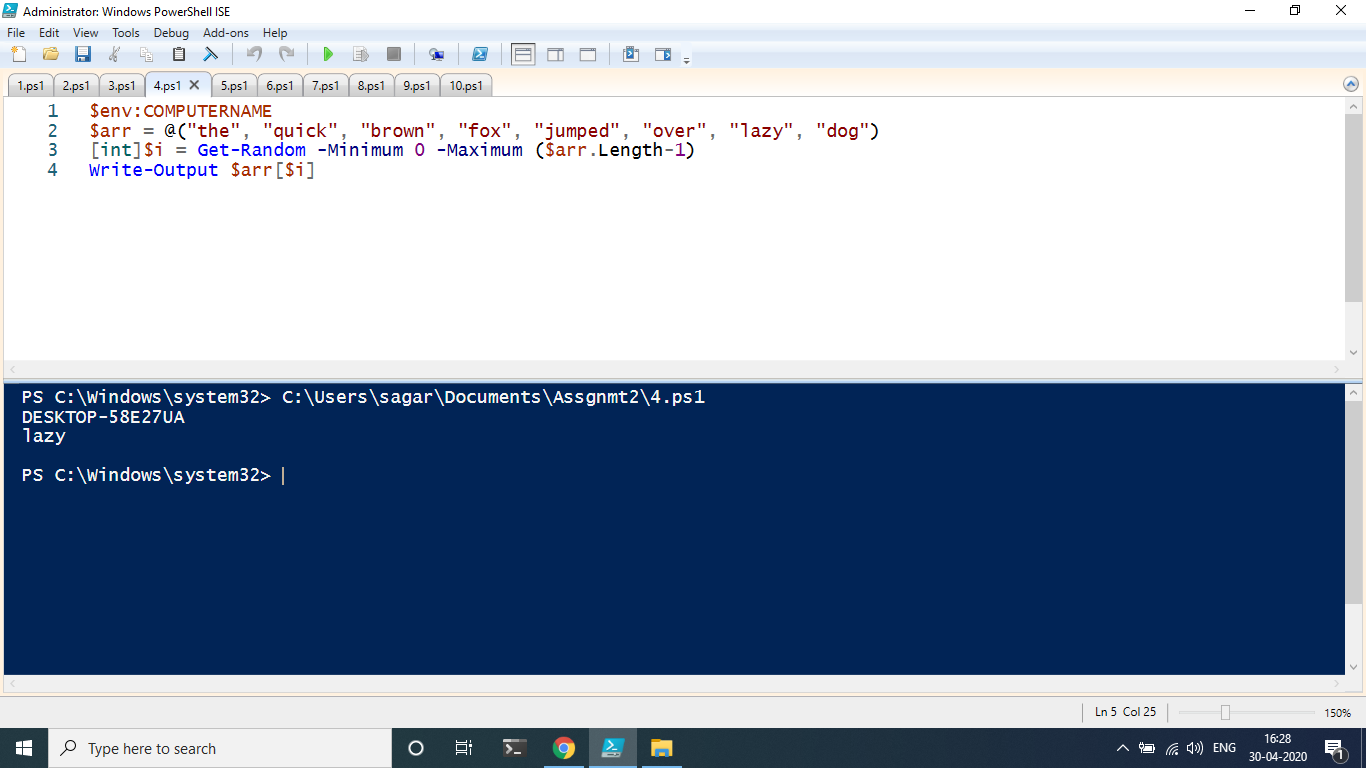 Administrator: Windows PowerShell ISE
File Edit View Tools Debug Add-ons Help
1.ps1 2.ps1 3.ps1 4.ps1 5.ps1 6.ps1 7.ps1 8.ps1 9.ps1 10.ps1
1 $env:COMPUTERNAME
2 $arr = @("the", "quick", "brown", "fox", "jumped", "over", "lazy", "dog")
3 [int]$i = Get-Random -Minimum 0 -Maximum ($arr.Length-1)
4 Write-Output $arr[$i]
PS C:\Windows\system32> C:\Users\sagar\Documents\Assgnmt2\4.ps1
DESKTOP-58E27UA
lazy
PS C:\Windows\system32>
Ln 5 Col 25 150%
Type here to search
ENG
16:28
30-04-2020
1